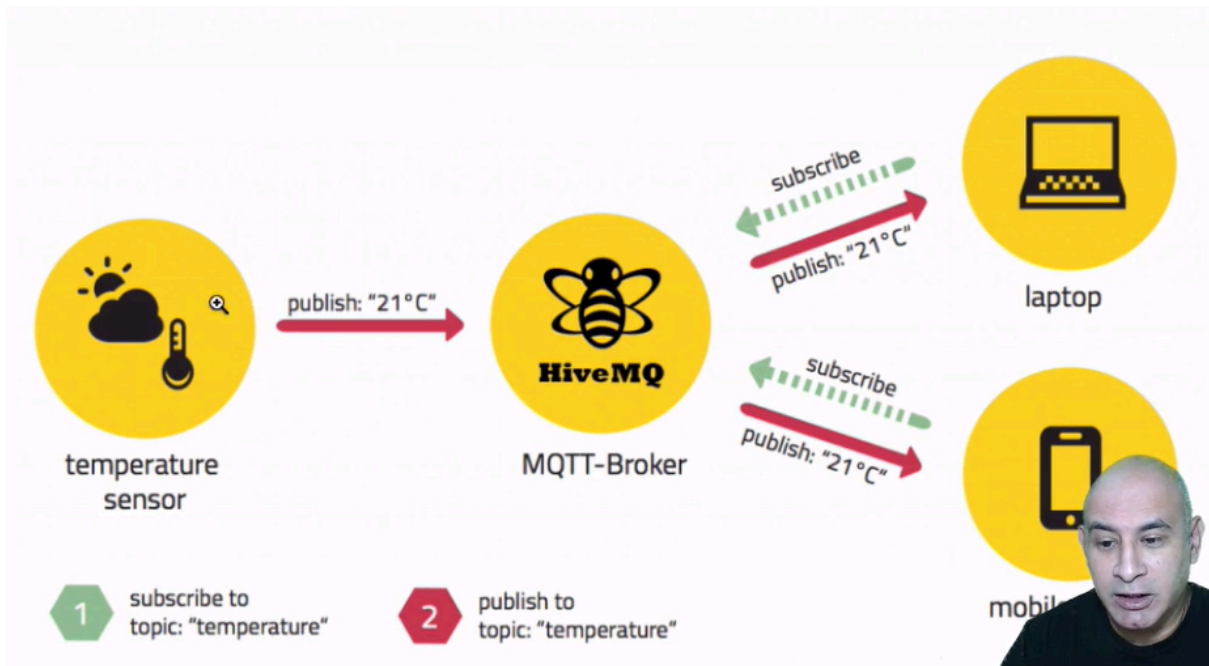 subscribe
publish: “21°C”
laptop
publish: “21°C”
HiveMQ
subscribe
publish: “21°C”
temperature
sensor
MQTT-Broker
1
subscribe to
topic: “temperature”
2
publish to
topic: “temperature”